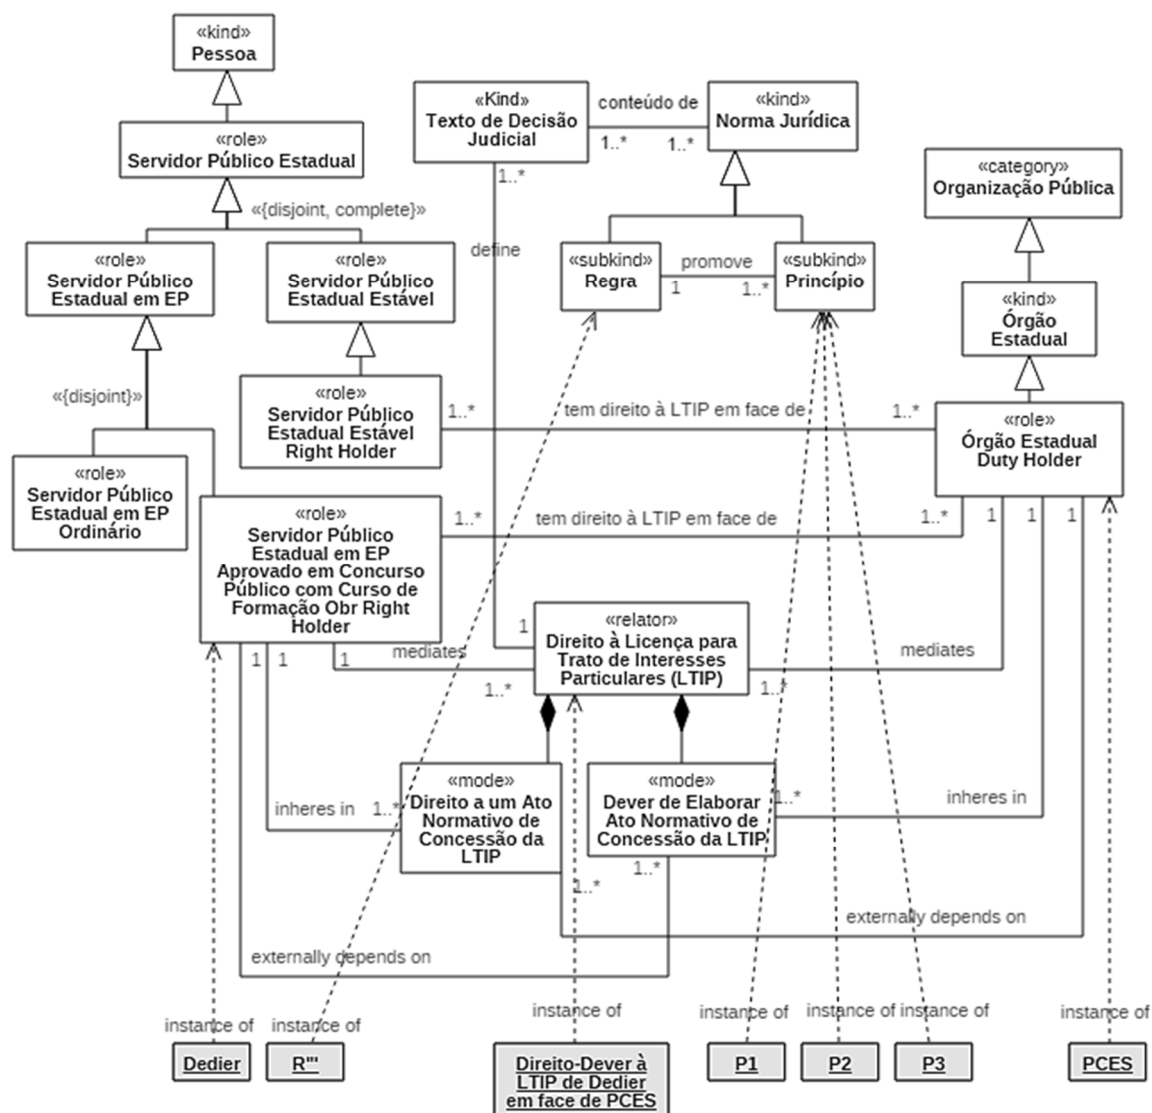 «kind»
Pessoa
«role»
Servidor Público Estadual
«{disjoint, complete}»
«Kind»
Texto de Decisão
Judicial
conteúdo de
1..*
1..*
«kind»
Norma Jurídica
1..*
define
«category»
Organização Pública
«role»
Servidor Público
Estadual em EP
«role»
Servidor Público
Estadual Estável
«subkind»
Regra
promove
1
1..*
«subkind»
Princípio
«kind»
Órgão
Estadual
«{disjoint}»
«role»
Servidor Público
Estadual Estável
Right Holder
1..*
tem direito à LTIP em face de
1..*
«role»
Órgão Estadual
Duty Holder
«role»
Servidor Público
Estadual em EP
Ordinário
«role»
Servidor Público
Estadual em EP
Aprovado em Concurso
Público com Curso de
Formação Obr Right
Holder
1..*
tem direito à LTIP em face de
1..*
1
1
1
1
1
1
mediates
1..*
1
«relator»
Direito à Licença para
Trato de Interesses
Particulares (LTIP)
mediates
1..*
«mode»
Direito a um Ato
Normativo de
Concessão da
LTIP
«mode»
Dever de Elaborar
Ato Normativo de
Concessão da LTIP
inheres in
1..*
1..*
inheres in
1..*
1..*
externally depends on
externally depends on
instance of
instance of
instance of
instance of
instance of
instance of
instance of
Dedier
R'''
Direito-Dever à
LTIP de Dedier
em face de PCES
P1
P2
P3
PCES